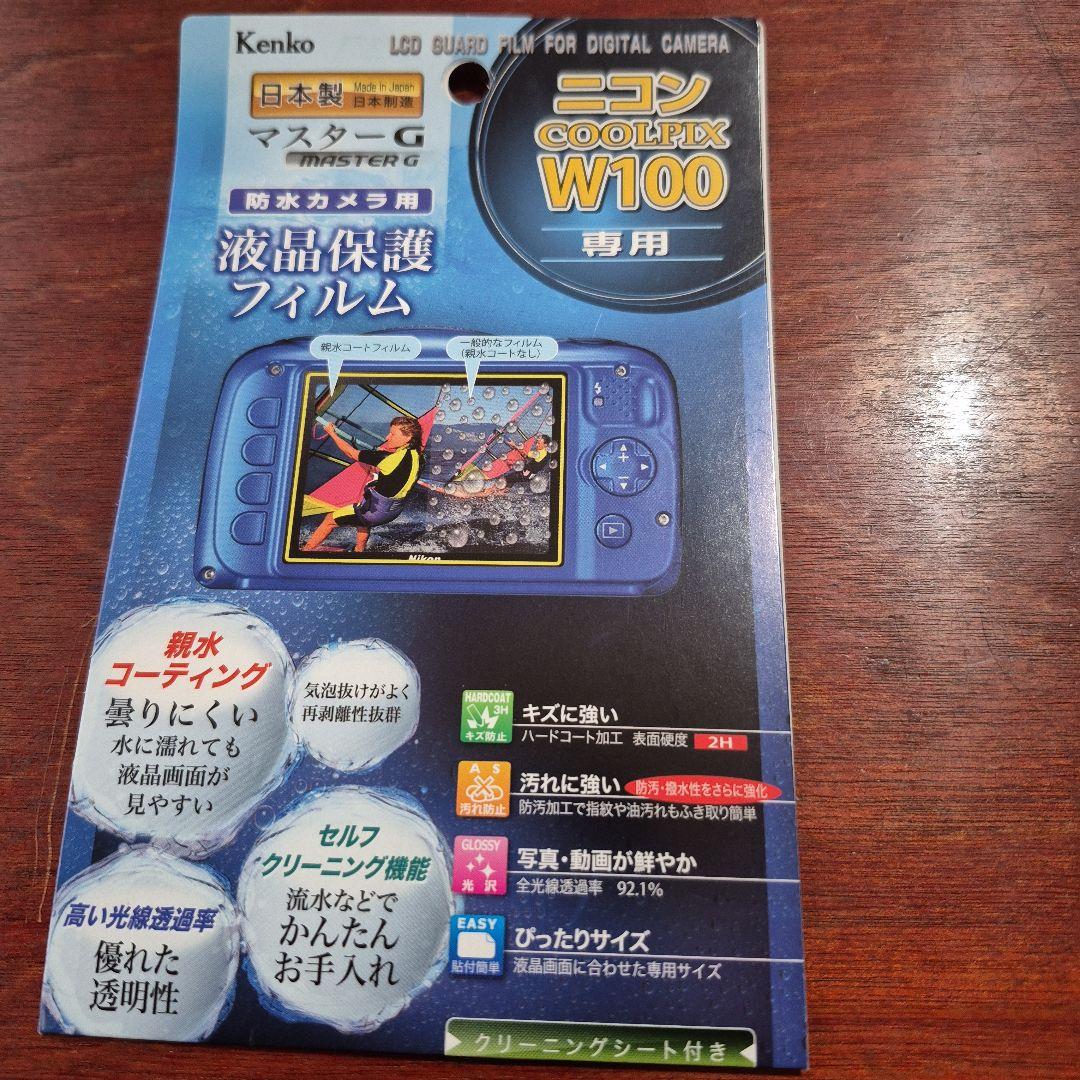 Kenko
LCD GUARD FILM FOR DIGITAL CAMERA
日本製
Made in Japan
日本制造
マスターG
MASTER G
ニコン
COOLPIX
W100
専用
防水カメラ用
液晶保護
フィルム
親水コートフィルム
一般的なフィルム
(親水コートなし)
Nikon
親水
コーティング
曇りにくい
水に濡れても
液晶画面が
見やすい
気泡抜けがよく
再剥離性抜群
セルフ
クリーニング機能
流水などで
かんたん
お手入れ
高い光線透過率
優れた
透明性
HARDCOAT
3H
キズ防止
キズに強い
ハードコート加工 表面硬度 2H
A S
汚れ防止
汚れに強い 防汚・撥水性をさらに強化
防汚加工で指紋や油汚れもふき取り簡単
GLOSSY
光沢
写真・動画が鮮やか
全光線透過率 92.1%
EASY
貼付簡単
ぴったりサイズ
液晶画面に合わせた専用サイズ
クリーニングシート付き